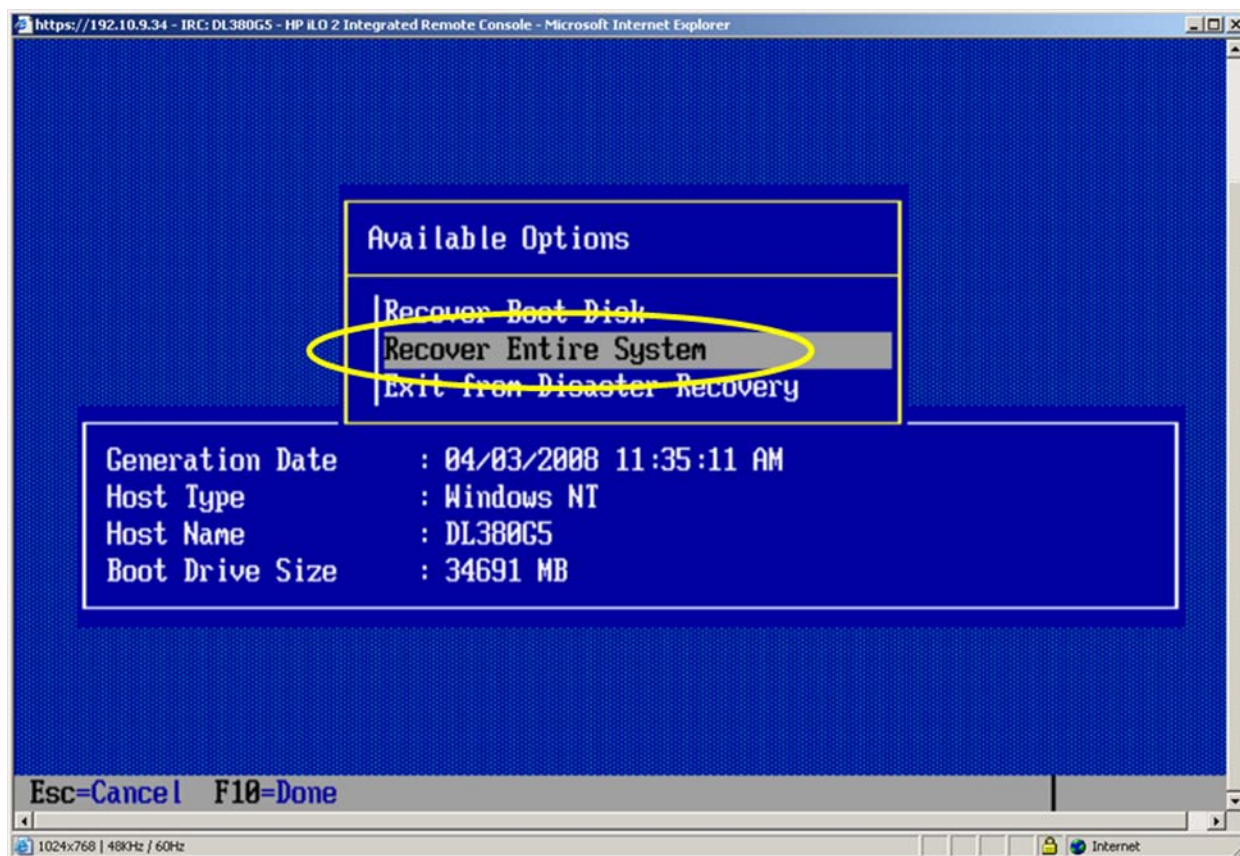 https://192.10.9.34 - IRC: DL380G5 - HP iLO 2 Integrated Remote Console - Microsoft Internet Explorer
Available Options
Recover Boot Disk
Recover Entire System
Exit from Disaster Recovery
Generation Date : 04/03/2008 11:35:11 AM
Host Type : Windows NT
Host Name : DL380G5
Boot Drive Size : 34691 MB
Esc=Cancel F10=Done
1024x768 | 48KHz / 60Hz Internet